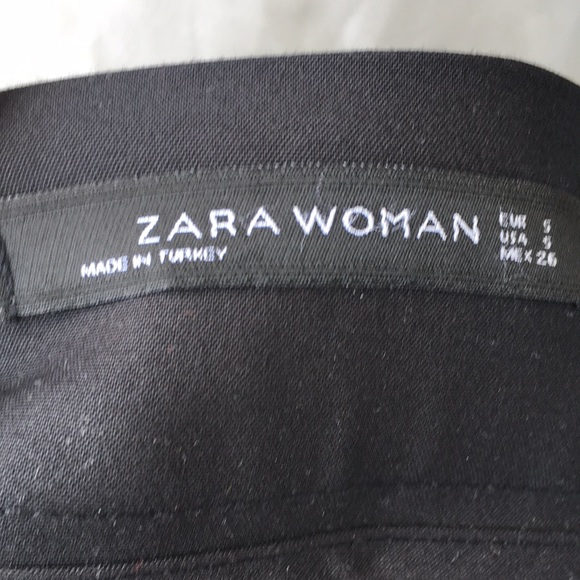 ZARA WOMAN
MADE IN TURKEY
EUR S
USA S
MEX 26